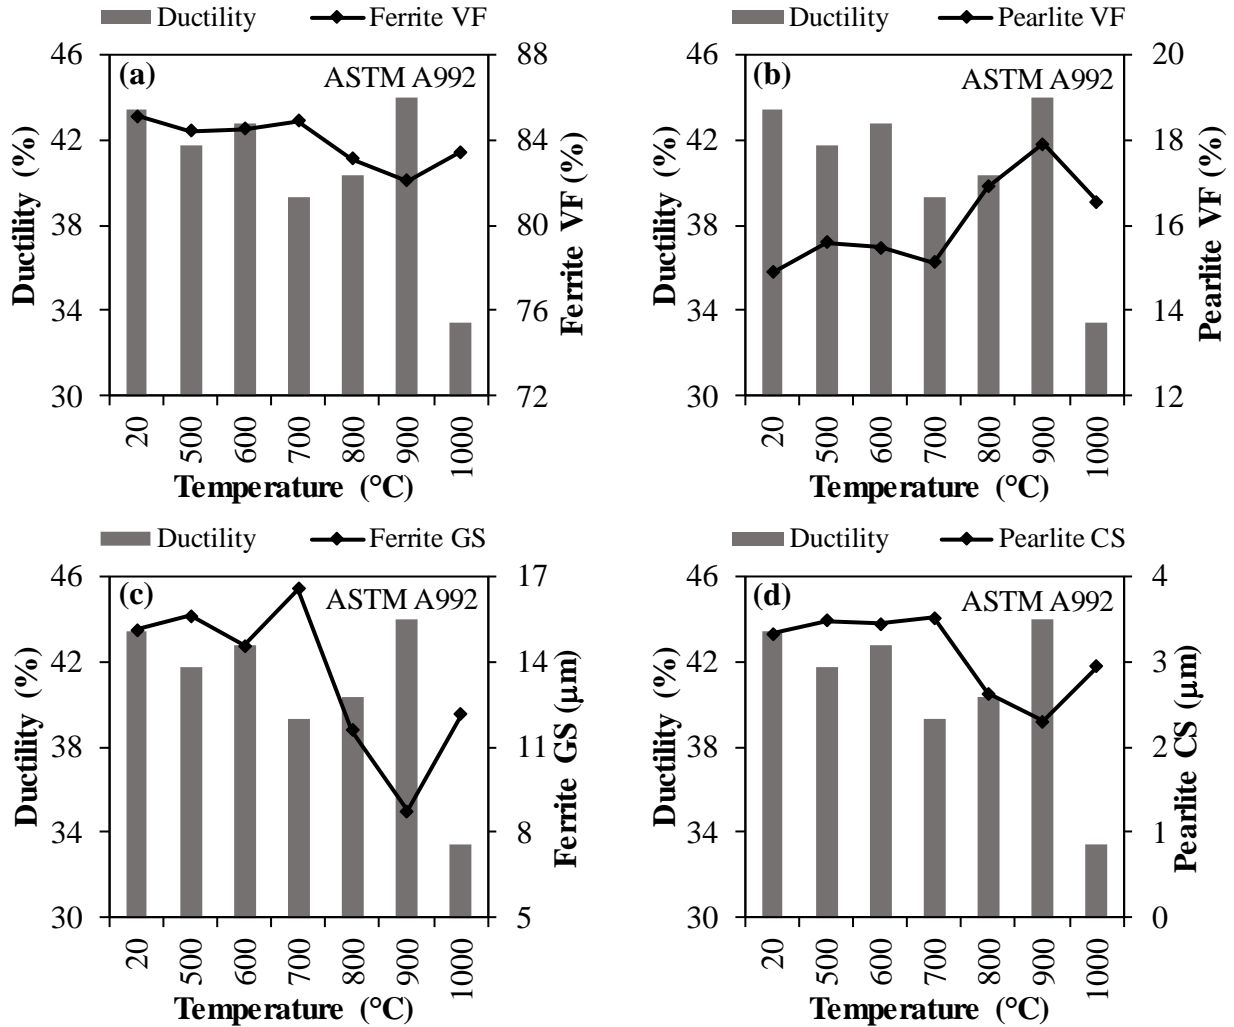 Ductility Ferrite VF
(a) ASTM A992
46 42 38 34 30
Ductility (%)
88 84 80 76 72
Ferrite VF (%)
20 500 600 700 800 900 1000
Temperature (°C)
Ductility Pearlite VF
(b) ASTM A992
46 42 38 34 30
Ductility (%)
20 18 16 14 12
Pearlite VF (%)
20 500 600 700 800 900 1000
Temperature (°C)
Ductility Ferrite GS
(c) ASTM A992
46 42 38 34 30
Ductility (%)
17 14 11 8 5
Ferrite GS (μm)
20 500 600 700 800 900 1000
Temperature (°C)
Ductility Pearlite CS
(d) ASTM A992
46 42 38 34 30
Ductility (%)
4 3 2 1 0
Pearlite CS (μm)
20 500 600 700 800 900 1000
Temperature (°C)